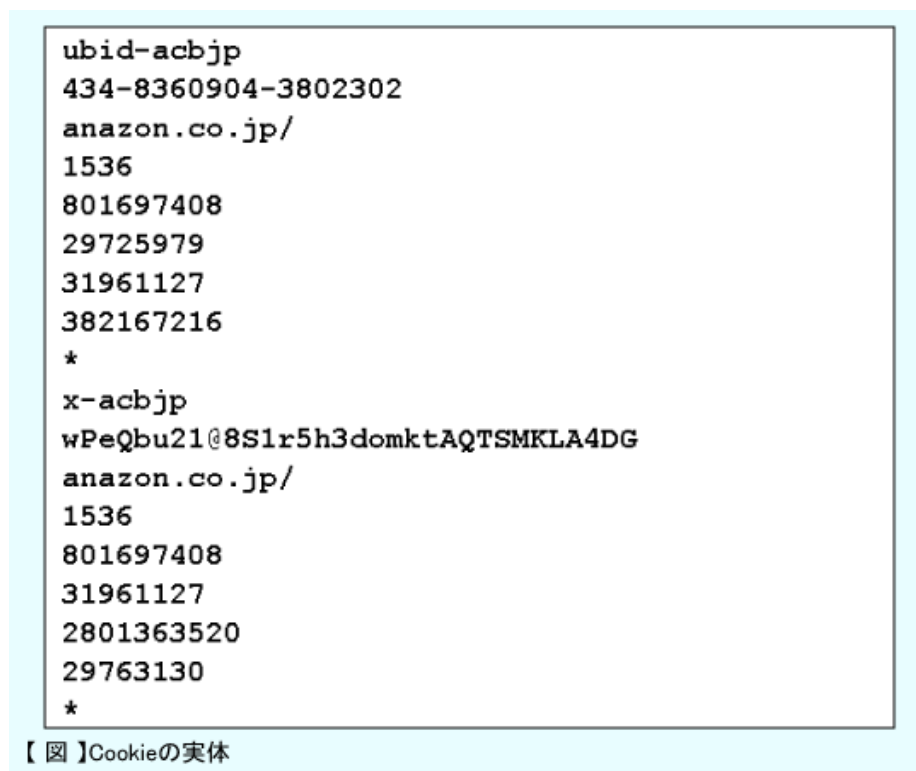 ubid-acbjp
434-8360904-3802302
anazon.co.jp/
1536
801697408
29725979
31961127
382167216
*
x-acbjp
wPeQbu21@8S1r5h3domktAQTSMKLA4DG
anazon.co.jp/
1536
801697408
31961127
2801363520
29763130
*
【 図 】Cookieの実体